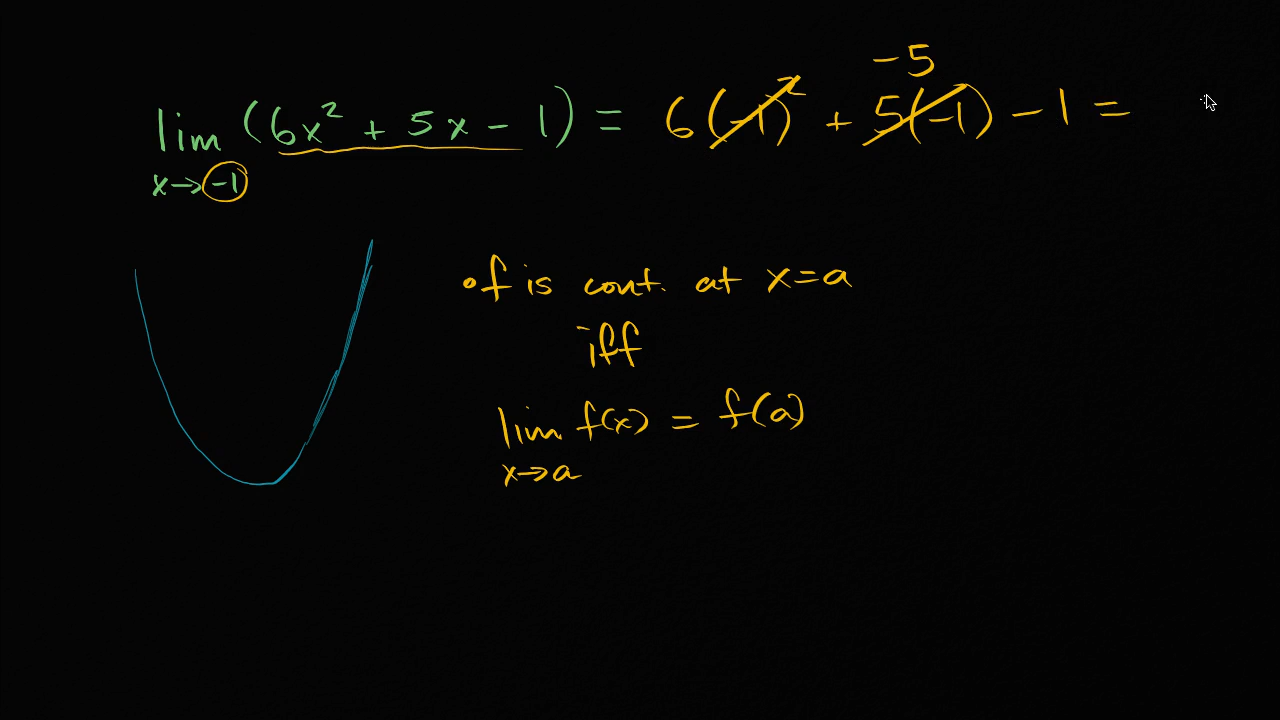 -5
lim (6x² + 5x - 1) = 6(-1)² + 5(-1) - 1 =
x→-1
• f is cont. at x=a
iff
lim f(x) = f(a)
x→a